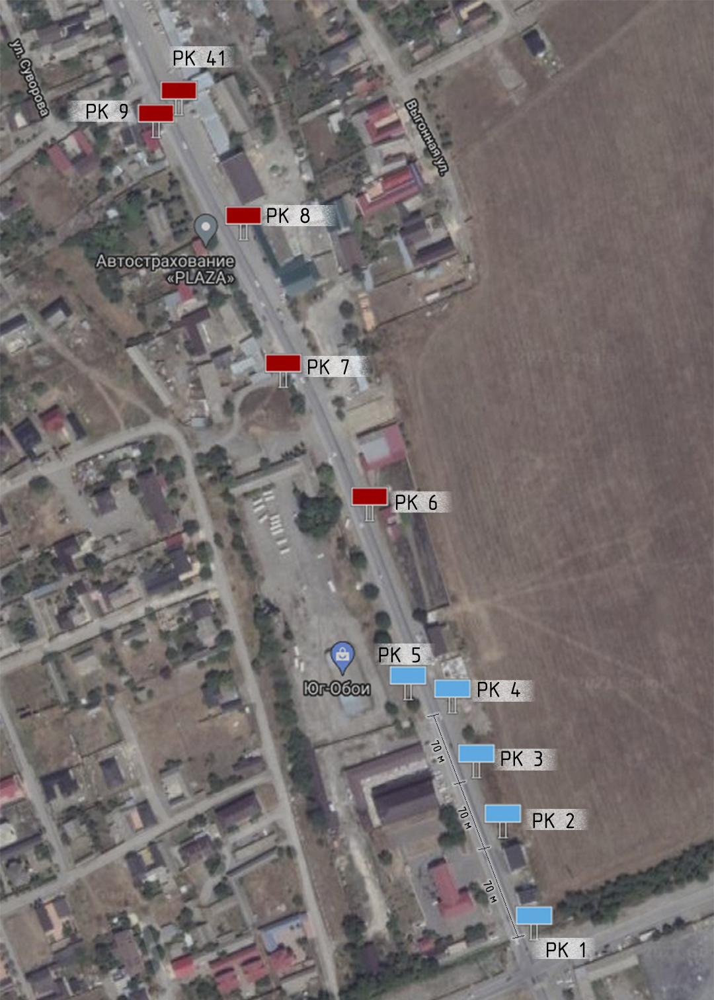 ул. Суворова
РК 41
РК 9
Выгонная ул.
РК 8
Автострахование
«PLAZA»
РК 7
РК 6
РК 5
Юг-Обои
РК 4
70 м
РК 3
70 м
РК 2
70 м
РК 1